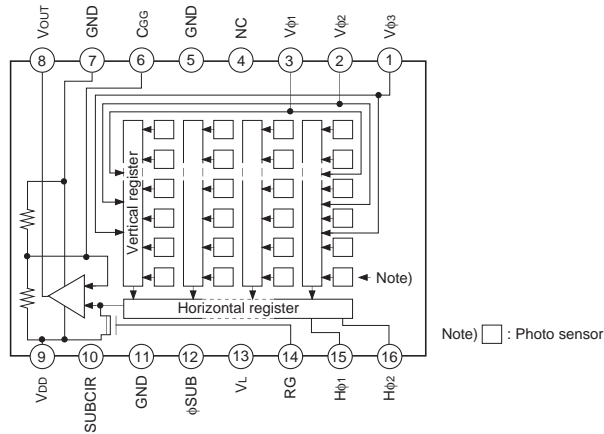 VOUT GND CGG GND NC Vφ1 Vφ2 Vφ3
8 7 6 5 4 3 2 1
Vertical register
Note)
Horizontal register
Note) : Photo sensor
9 10 11 12 13 14 15 16
VDD SUBCIR GND φSUB VL RG Hφ1 Hφ2